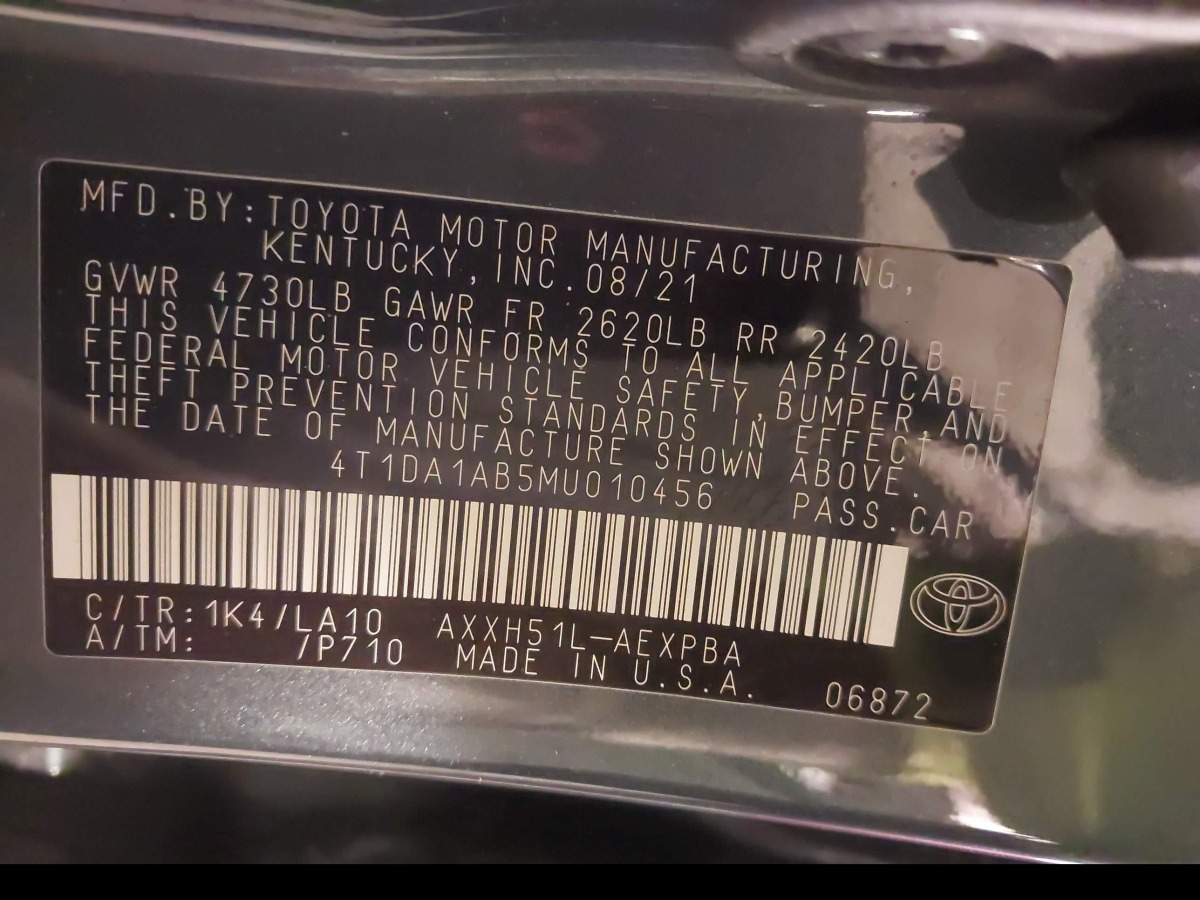 MFD.BY:TOYOTA MOTOR MANUFACTURING,
KENTUCKY,INC.08/21
GVWR 4730LB GAWR FR 2620LB RR 2420LB
THIS VEHICLE CONFORMS TO ALL APPLICABLE
FEDERAL MOTOR VEHICLE SAFETY,BUMPER,AND
THEFT PREVENTION STANDARDS IN EFFECT ON
THE DATE OF MANUFACTURE SHOWN ABOVE.
4T1DA1AB5MU010456 PASS.CAR
C/TR:1K4/LA10 AXXH51L-AEXPBA
A/TM: /P710 MADE IN U.S.A. 06872